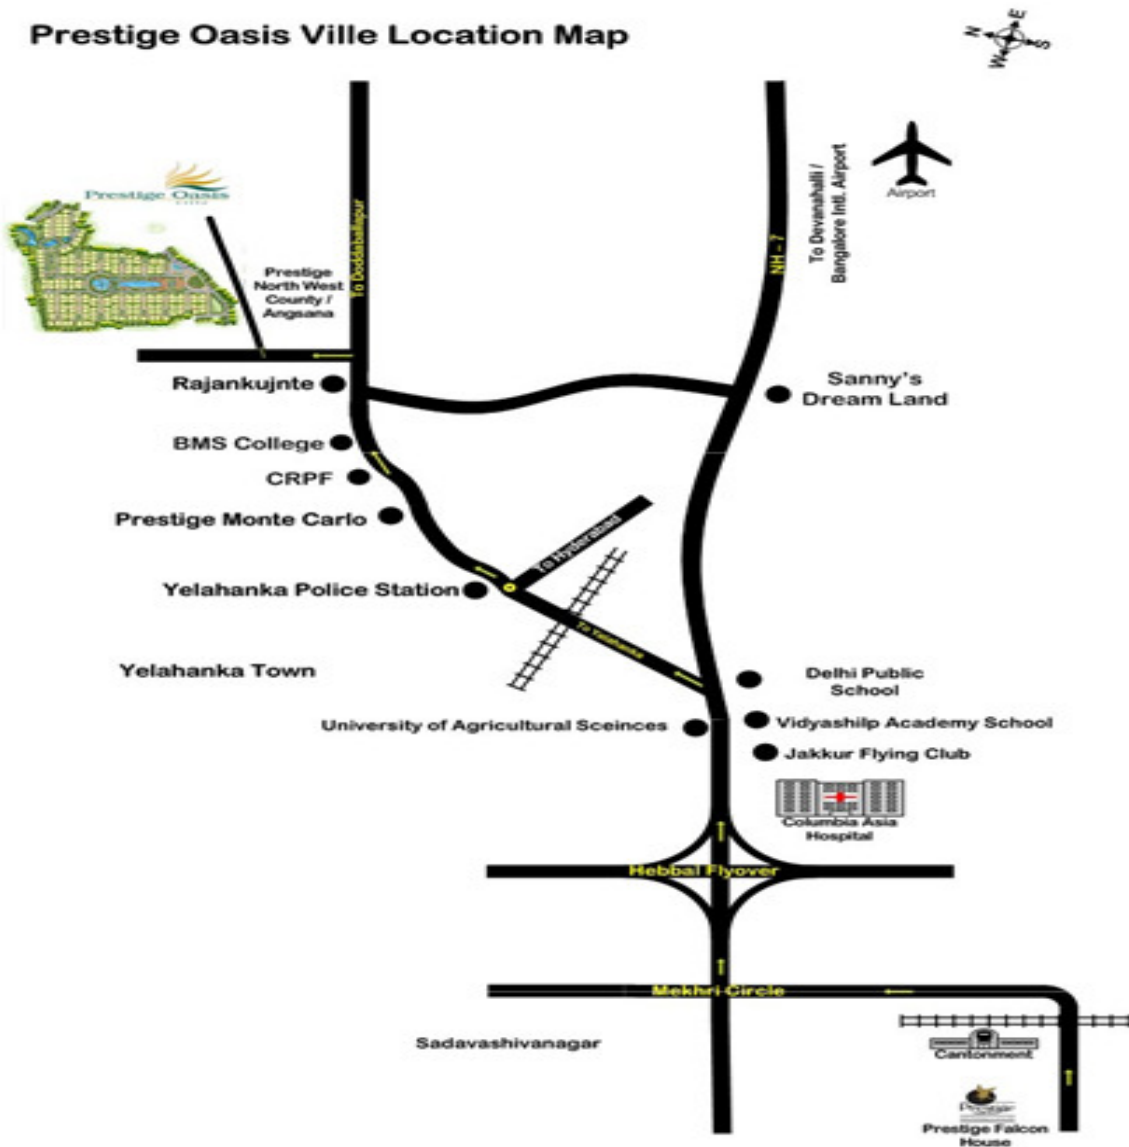 Prestige Oasis Ville Location Map
E
N
S
W
Airport
To Devanahalli /
Bangalore Intl. Airport
NH - 7
To Doddaballapur
Prestige Oasis
Prestige
North West
County /
Angsana
Rajankujnte
Sanny's
Dream Land
BMS College
CRPF
Prestige Monte Carlo
To Hyderabad
Yelahanka Police Station
To Yelahanka
Yelahanka Town
Delhi Public
School
University of Agricultural Sceinces
Vidyashilp Academy School
Jakkur Flying Club
Columbia Asia
Hospital
Hebbal Flyover
Mekhri Circle
Sadavashivanagar
Cantonment
Prestige
Prestige Falcon
House